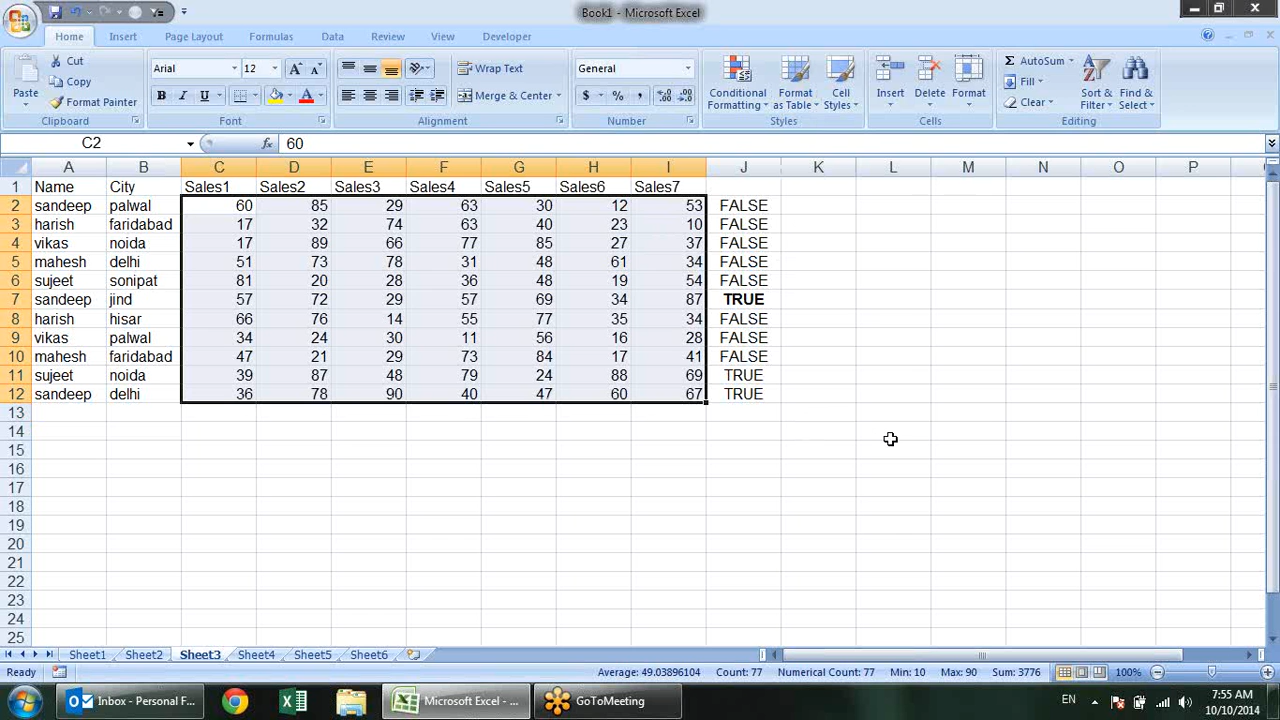 Book1 - Microsoft Excel
Home Insert Page Layout Formulas Data Review View Developer
Cut
Copy
Format Painter
Paste
Clipboard
Arial 12
B I U A
Font
Wrap Text
Merge & Center
Alignment
General
$ % ,
Number
Conditional Formatting
Format as Table
Cell Styles
Styles
Insert Delete Format
Cells
Σ AutoSum
Fill
Clear
Sort & Filter
Find & Select
Editing
C2 fx 60
A B C D E F G H I J K L M N O P
1 Name City Sales1 Sales2 Sales3 Sales4 Sales5 Sales6 Sales7
2 sandeep palwal 60 85 29 63 30 12 53 FALSE
3 harish faridabad 17 32 74 63 40 23 10 FALSE
4 vikas noida 17 89 66 77 85 27 37 FALSE
5 mahesh delhi 51 73 78 31 48 61 34 FALSE
6 sujeet sonipat 81 20 28 36 48 19 54 FALSE
7 sandeep jind 57 72 29 57 69 34 87 TRUE
8 harish hisar 66 76 14 55 77 35 34 FALSE
9 vikas palwal 34 24 30 11 56 16 28 FALSE
10 mahesh faridabad 47 21 29 73 84 17 41 FALSE
11 sujeet noida 39 87 48 79 24 88 69 TRUE
12 sandeep delhi 36 78 90 40 47 60 67 TRUE
13
14
15
16
17
18
19
20
21
22
23
24
25
Sheet1 Sheet2 Sheet3 Sheet4 Sheet5 Sheet6
Ready Average: 49.03896104 Count: 77 Numerical Count: 77 Min: 10 Max: 90 Sum: 3776 100%
Inbox - Personal F... Microsoft Excel - ... GoToMeeting EN 7:55 AM
10/10/2014